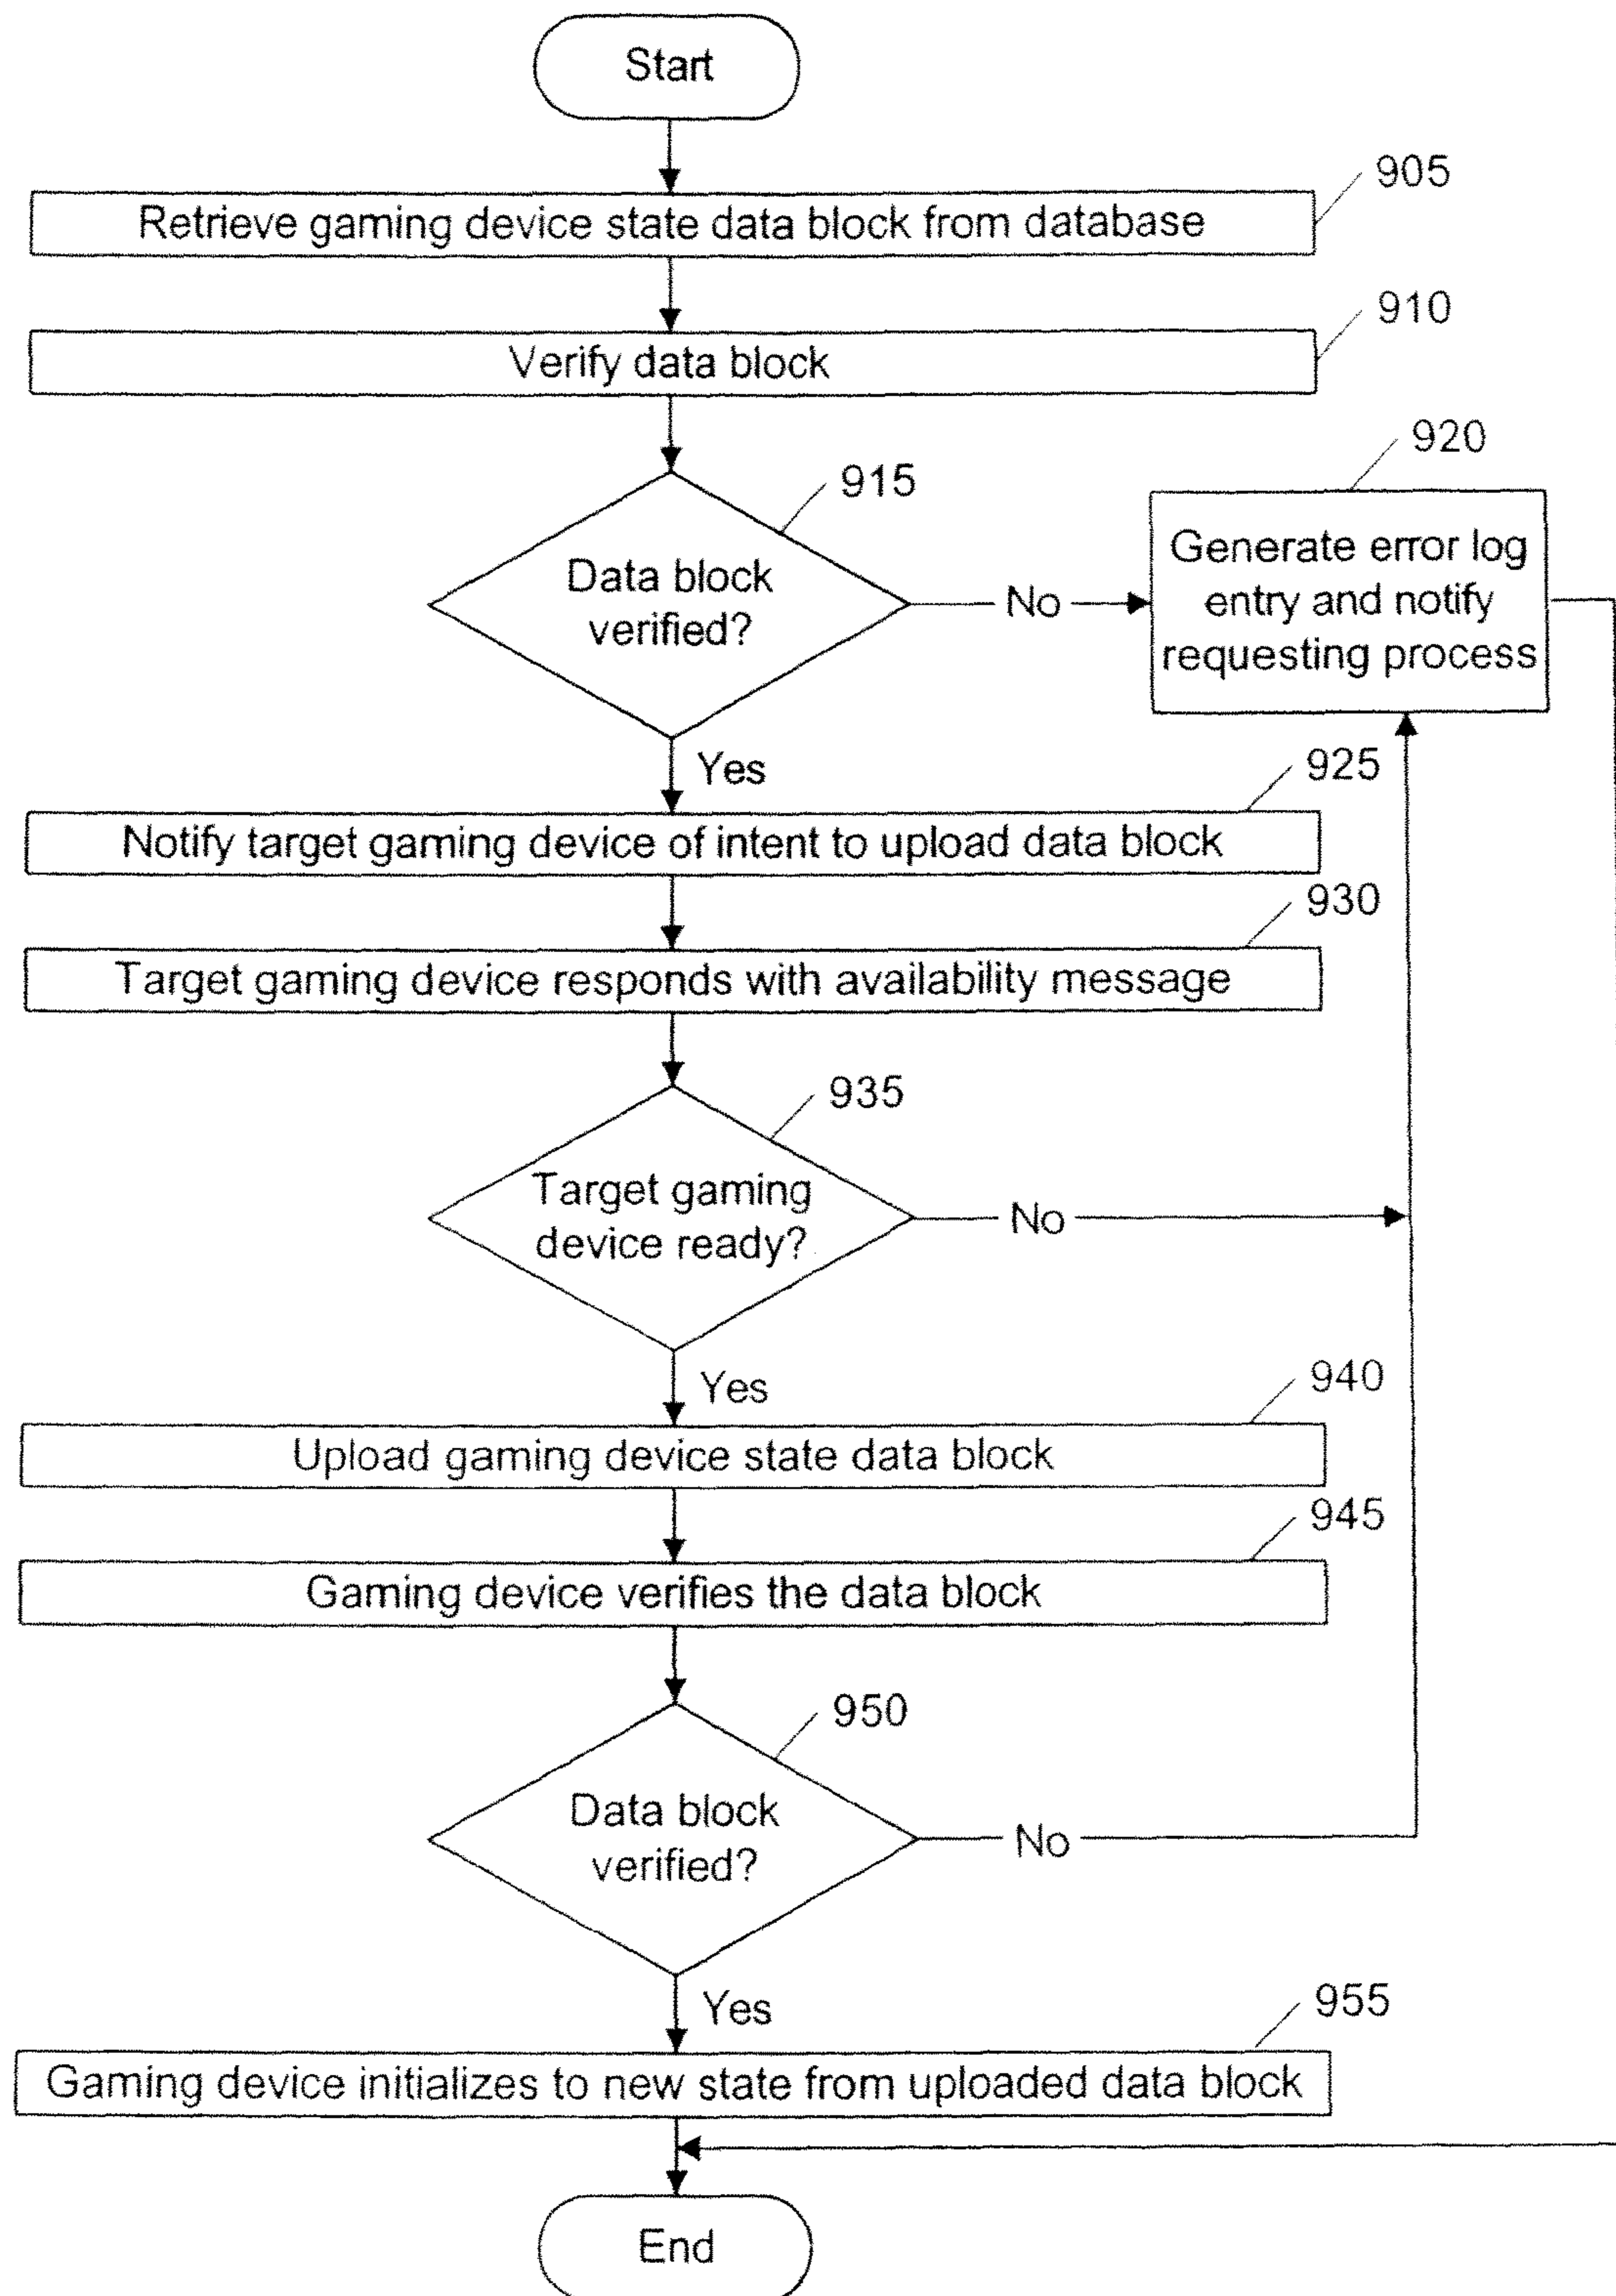 Start
905
Retrieve gaming device state data block from database
910
Verify data block
915
920
Data block
verified?
No
Generate error log
entry and notify
requesting process
Yes
925
Notify target gaming device of intent to upload data block
930
Target gaming device responds with availability message
935
Target gaming
device ready?
No
Yes
940
Upload gaming device state data block
945
Gaming device verifies the data block
950
Data block
verified?
No
Yes
955
Gaming device initializes to new state from uploaded data block
End